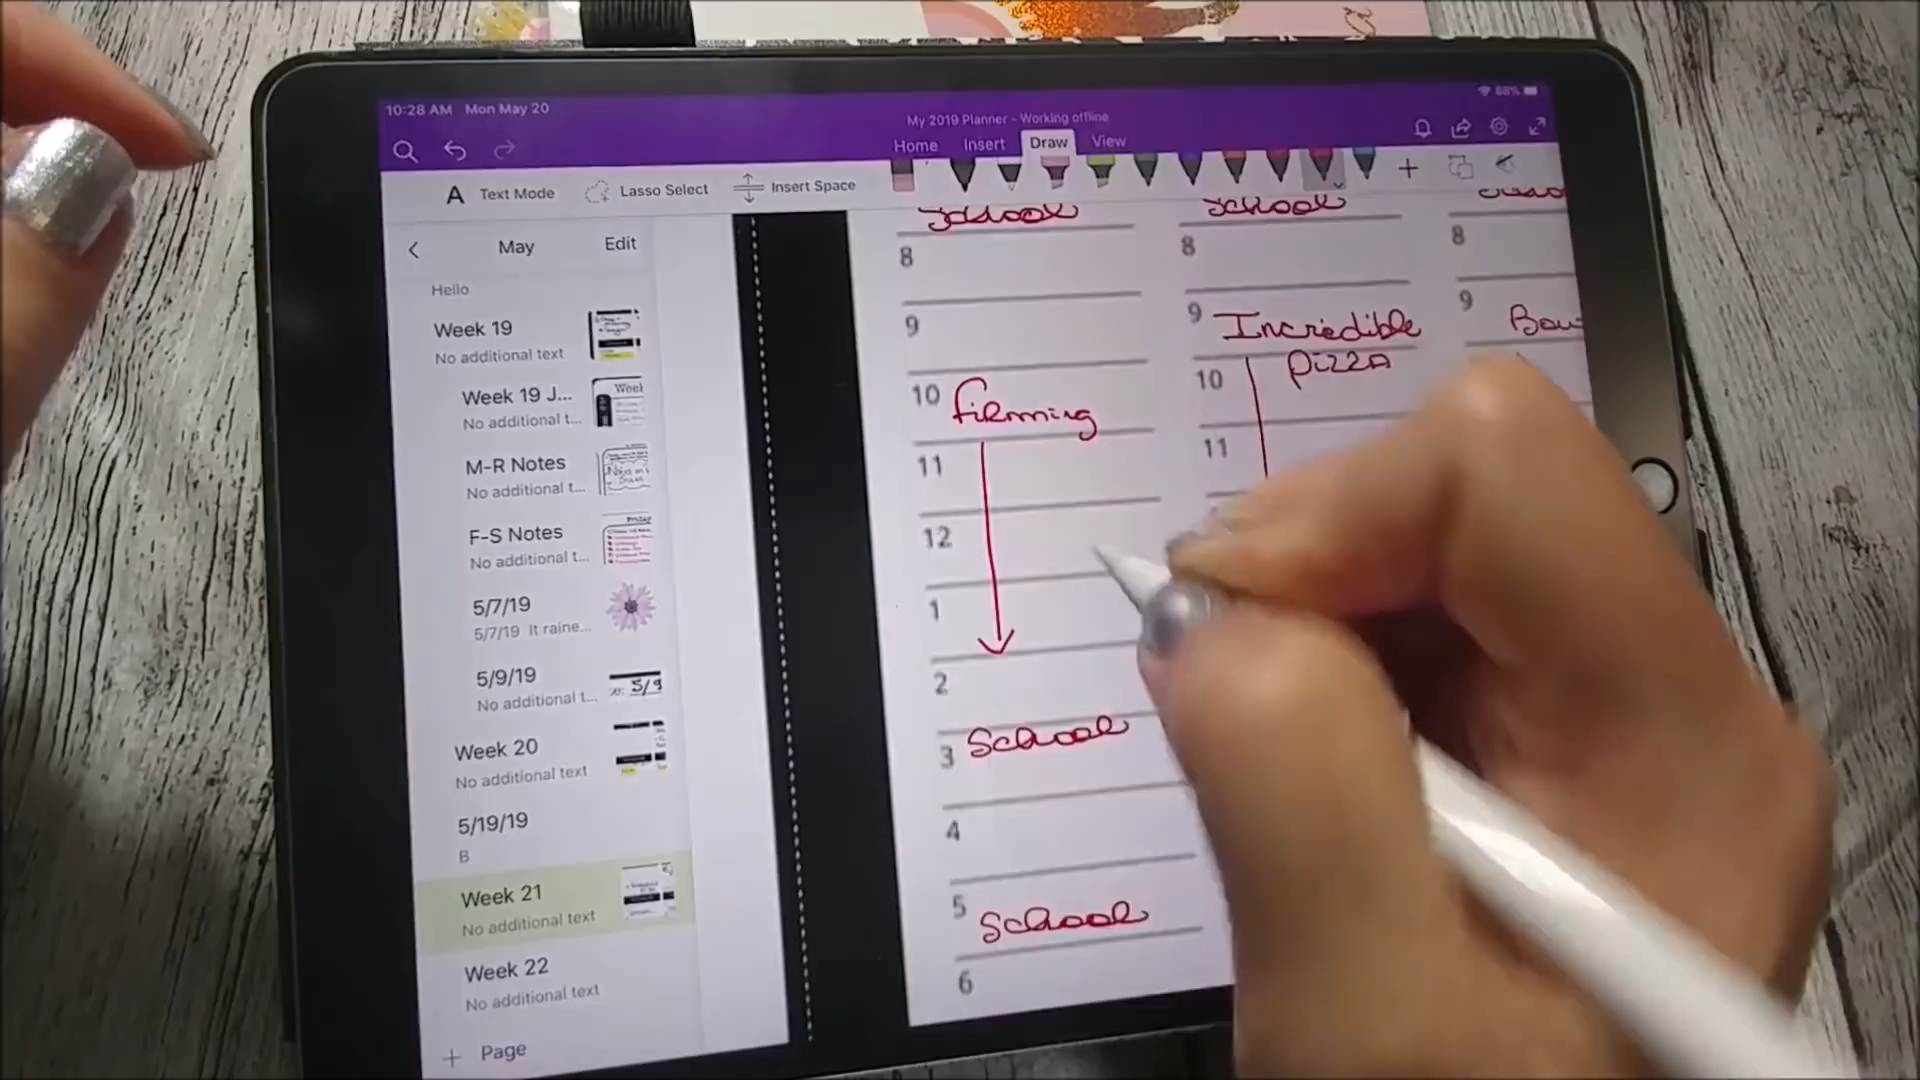 10:28 AM Mon May 20
68%
My 2019 Planner - Working offline
Home Insert Draw View
A Text Mode Lasso Select Insert Space
May Edit
Hello
Week 19
No additional text
Week 19 J...
No additional t...
M-R Notes
No additional t...
F-S Notes
No additional t...
5/7/19
5/7/19 It raine...
5/9/19
No additional t...
5/9
Week 20
No additional text
5/19/19
B
Week 21
No additional text
Week 22
No additional text
+ Page
School
8
9
10 filming
11
12
1
2
3 School
4
5 School
6
School
8
9 Incredible
Pizza
10
11
8
9